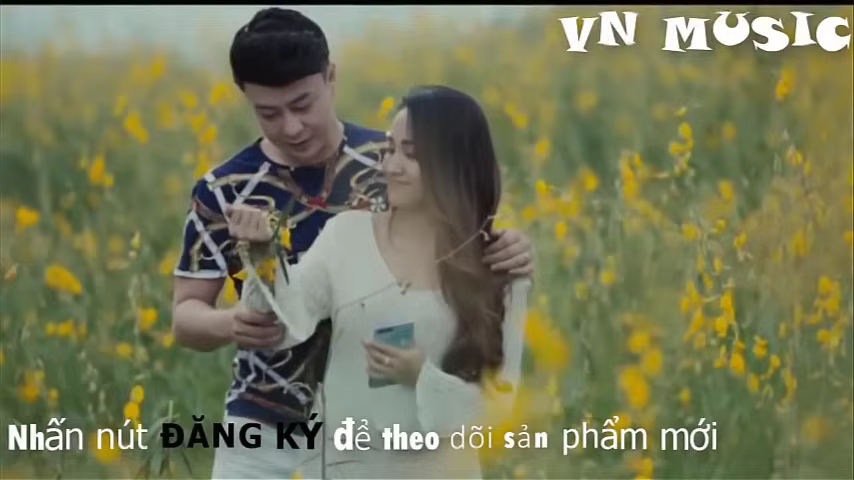 VN MUSIC
Nhấn nút ĐĂNG KÝ để theo dõi sản phẩm mới